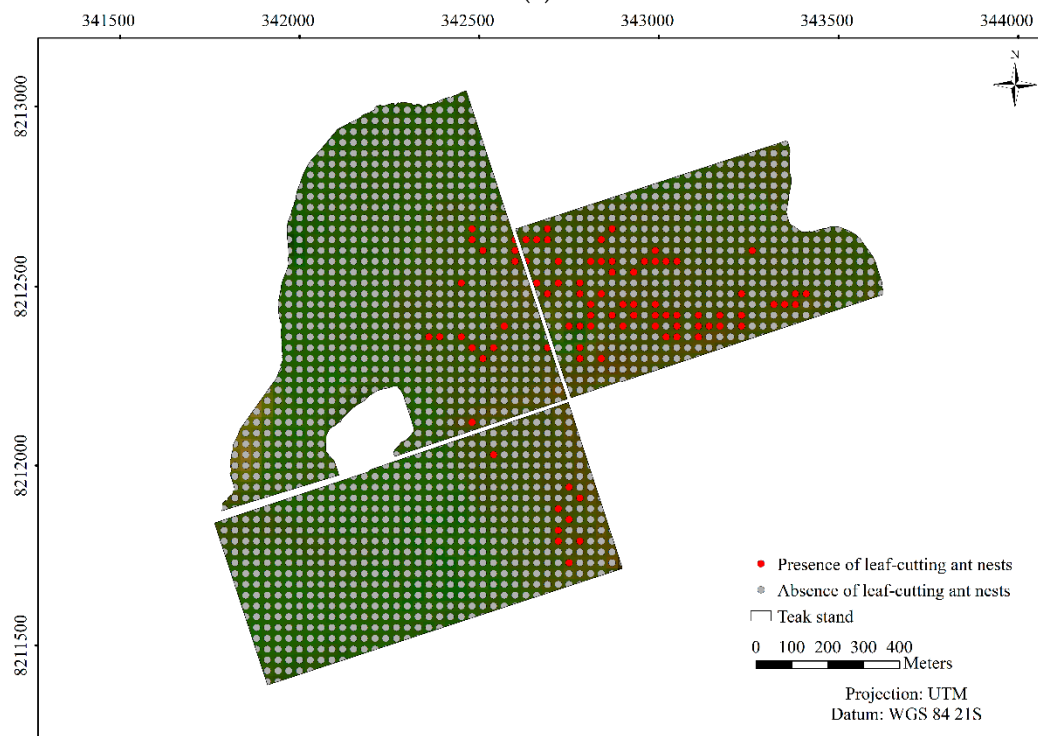 341500 342000 342500 343000 343500 344000
N
8213000
8212500
8212000
8211500
Presence of leaf-cutting ant nests
Absence of leaf-cutting ant nests
Teak stand
0 100 200 300 400
Meters
Projection: UTM
Datum: WGS 84 21S